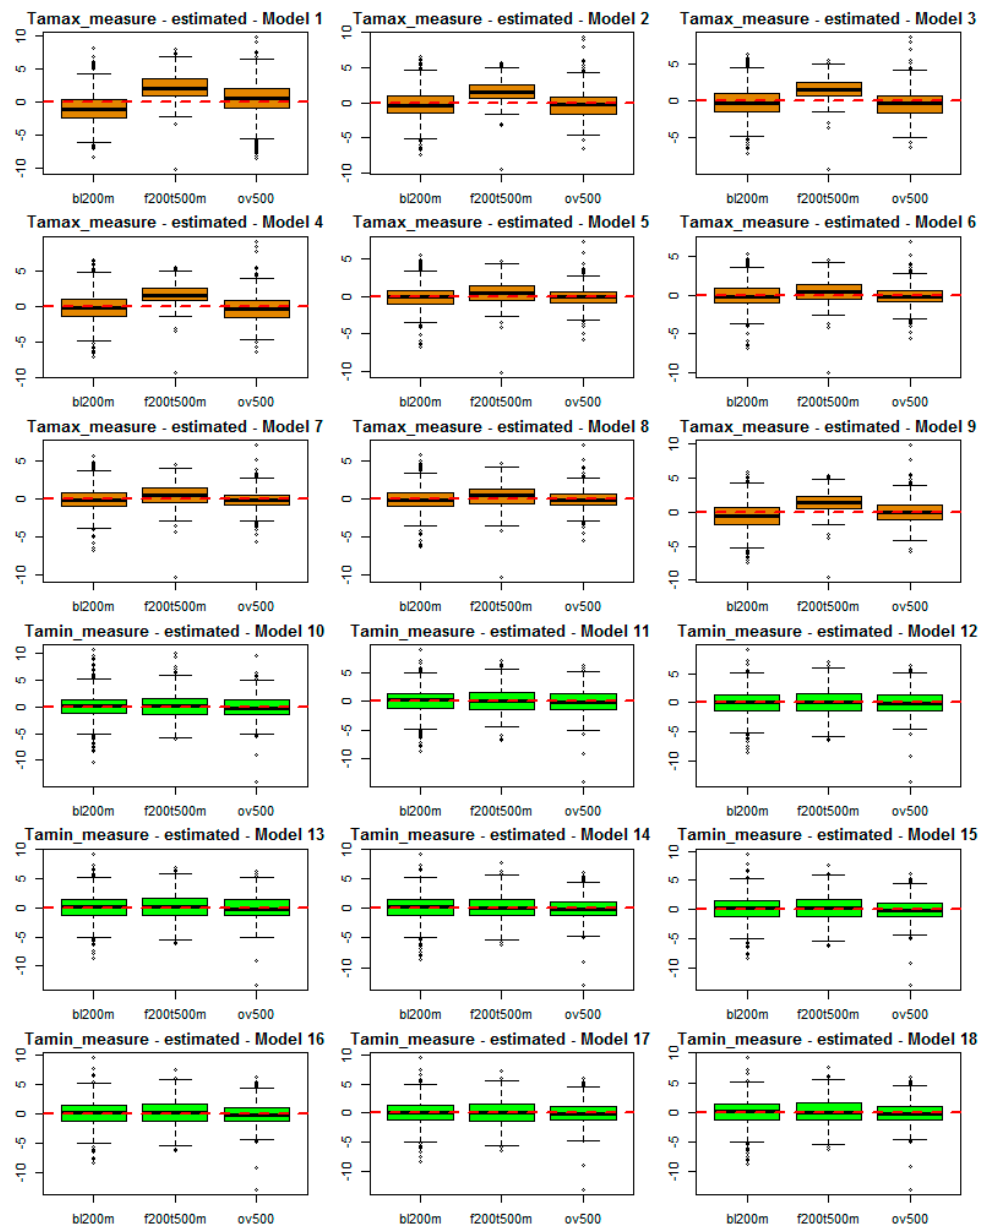 Tamax_measure - estimated - Model 1
10
5
0
-5
-10
bl200m f200t500m ov500
Tamax_measure - estimated - Model 2
10
5
0
-5
-10
bl200m f200t500m ov500
Tamax_measure - estimated - Model 3
5
0
-5
bl200m f200t500m ov500
Tamax_measure - estimated - Model 4
5
0
-5
-10
bl200m f200t500m ov500
Tamax_measure - estimated - Model 5
5
0
-5
-10
bl200m f200t500m ov500
Tamax_measure - estimated - Model 6
5
0
-5
-10
bl200m f200t500m ov500
Tamax_measure - estimated - Model 7
5
0
-5
-10
bl200m f200t500m ov500
Tamax_measure - estimated - Model 8
5
0
-5
-10
bl200m f200t500m ov500
Tamax_measure - estimated - Model 9
10
5
0
-5
-10
bl200m f200t500m ov500
Tamin_measure - estimated - Model 10
10
5
0
-5
-10
bl200m f200t500m ov500
Tamin_measure - estimated - Model 11
5
0
-5
-10
bl200m f200t500m ov500
Tamin_measure - estimated - Model 12
5
0
-5
-10
bl200m f200t500m ov500
Tamin_measure - estimated - Model 13
10
5
0
-5
-10
bl200m f200t500m ov500
Tamin_measure - estimated - Model 14
10
5
0
-5
-10
bl200m f200t500m ov500
Tamin_measure - estimated - Model 15
10
5
0
-5
-10
bl200m f200t500m ov500
Tamin_measure - estimated - Model 16
10
5
0
-5
-10
bl200m f200t500m ov500
Tamin_measure - estimated - Model 17
10
5
0
-5
-10
bl200m f200t500m ov500
Tamin_measure - estimated - Model 18
10
5
0
-5
-10
bl200m f200t500m ov500